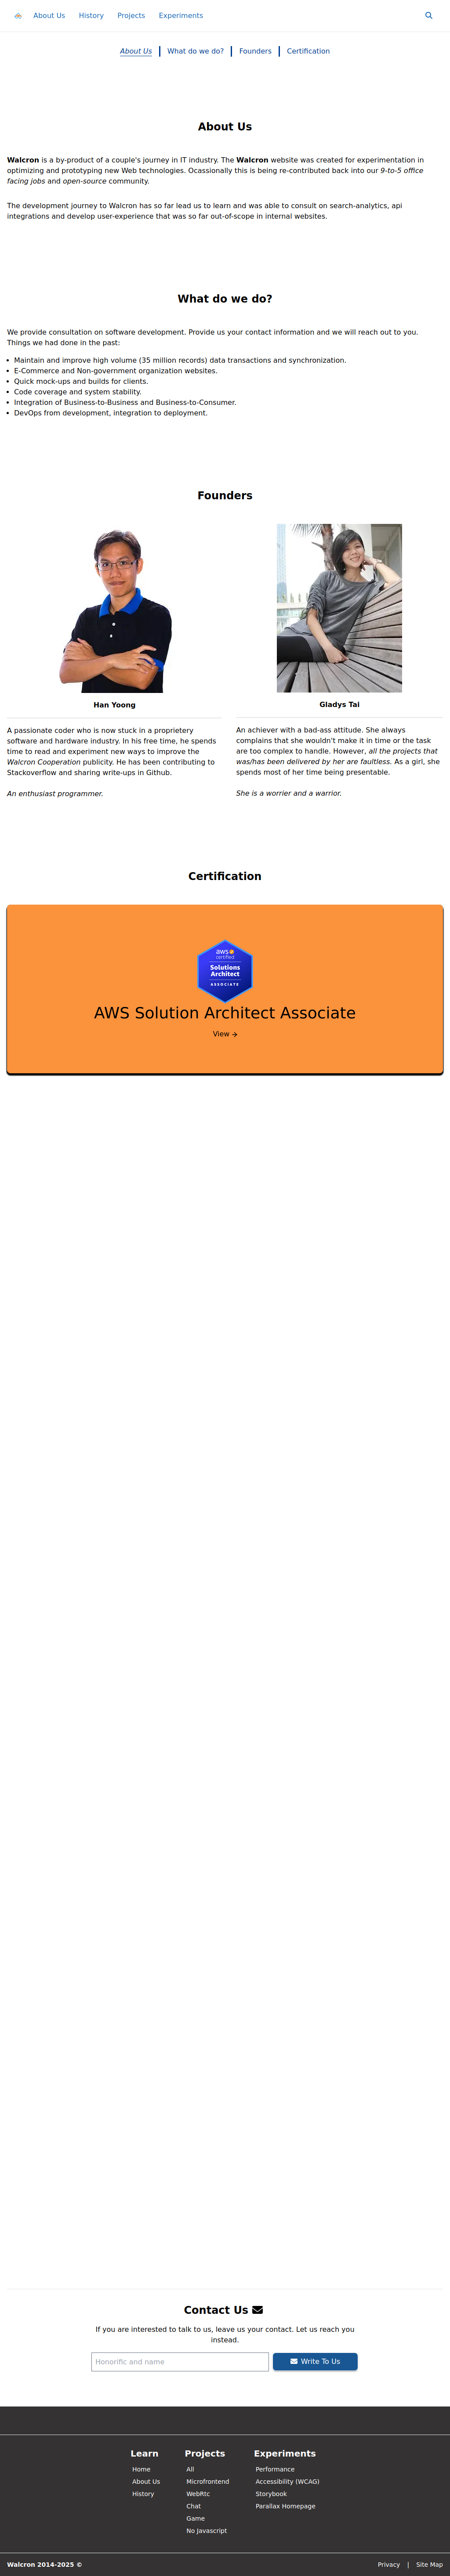 About Us
History
Projects
Experiments
About Us
What do we do?
Founders
Certification
About Us
Walcron is a by-product of a couple's journey in IT industry. The Walcron website was created for experimentation in
optimizing and prototyping new Web technologies. Ocassionally this is being re-contributed back into our 9-to-5 office
facing jobs and open-source community.
The development journey to Walcron has so far lead us to learn and was able to consult on search-analytics, api
integrations and develop user-experience that was so far out-of-scope in internal websites.
What do we do?
We provide consultation on software development. Provide us your contact information and we will reach out to you.
Things we had done in the past:
• Maintain and improve high volume (35 million records) data transactions and synchronization.
• E-Commerce and Non-government organization websites.
• Quick mock-ups and builds for clients.
• Code coverage and system stability.
• Integration of Business-to-Business and Business-to-Consumer.
• DevOps from development, integration to deployment.
Founders
Han Yoong
A passionate coder who is now stuck in a proprietery
software and hardware industry. In his free time, he spends
time to read and experiment new ways to improve the
Walcron Cooperation publicity. He has been contributing to
Stackoverflow and sharing write-ups in Github.
An enthusiast programmer.
Gladys Tai
An achiever with a bad-ass attitude. She always
complains that she wouldn't make it in time or the task
are too complex to handle. However, all the projects that
was/has been delivered by her are faultless. As a girl, she
spends most of her time being presentable.
She is a worrier and a warrior.
Certification
aws
certified
Solutions
Architect
ASSOCIATE
AWS Solution Architect Associate
View →
Contact Us
If you are interested to talk to us, leave us your contact. Let us reach you
instead.
Honorific and name
Write To Us
Learn
Home
About Us
History
Projects
All
Microfrontend
WebRtc
Chat
Game
No Javascript
Experiments
Performance
Accessibility (WCAG)
Storybook
Parallax Homepage
Walcron 2014-2025 ©
Privacy | Site Map